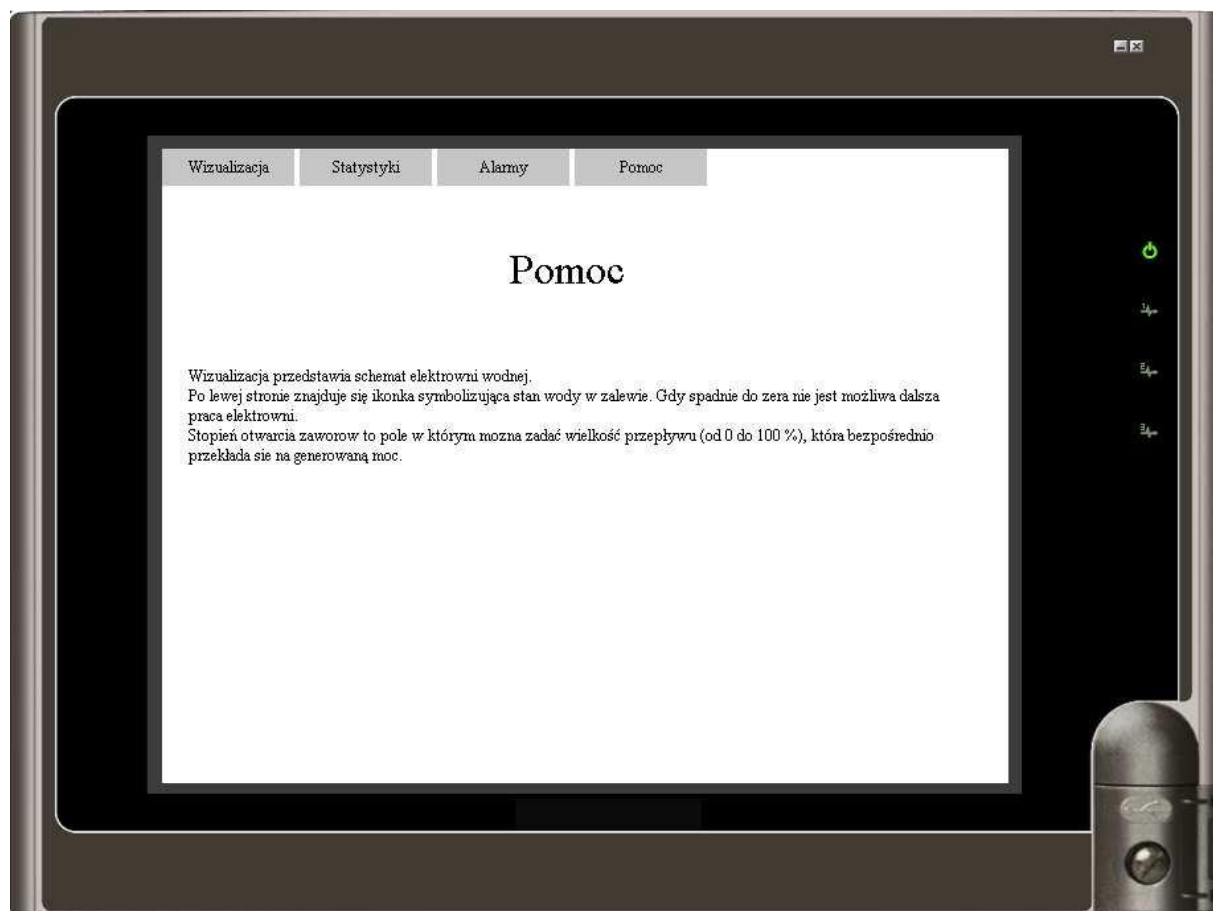 Wizualizacja Statystyki Alarmy Pomoc
Pomoc
Wizualizacja przedstawia schemat elektrowni wodnej.
Po lewej stronie znajduje się ikonka symbolizująca stan wody w zalewie. Gdy spadnie do zera nie jest możliwa dalsza
praca elektrowni.
Stopień otwarcia zaworow to pole w którym mozna zadać wielkość przepływu (od 0 do 100 %), która bezpośrednio
przekłada sie na generowaną moc.